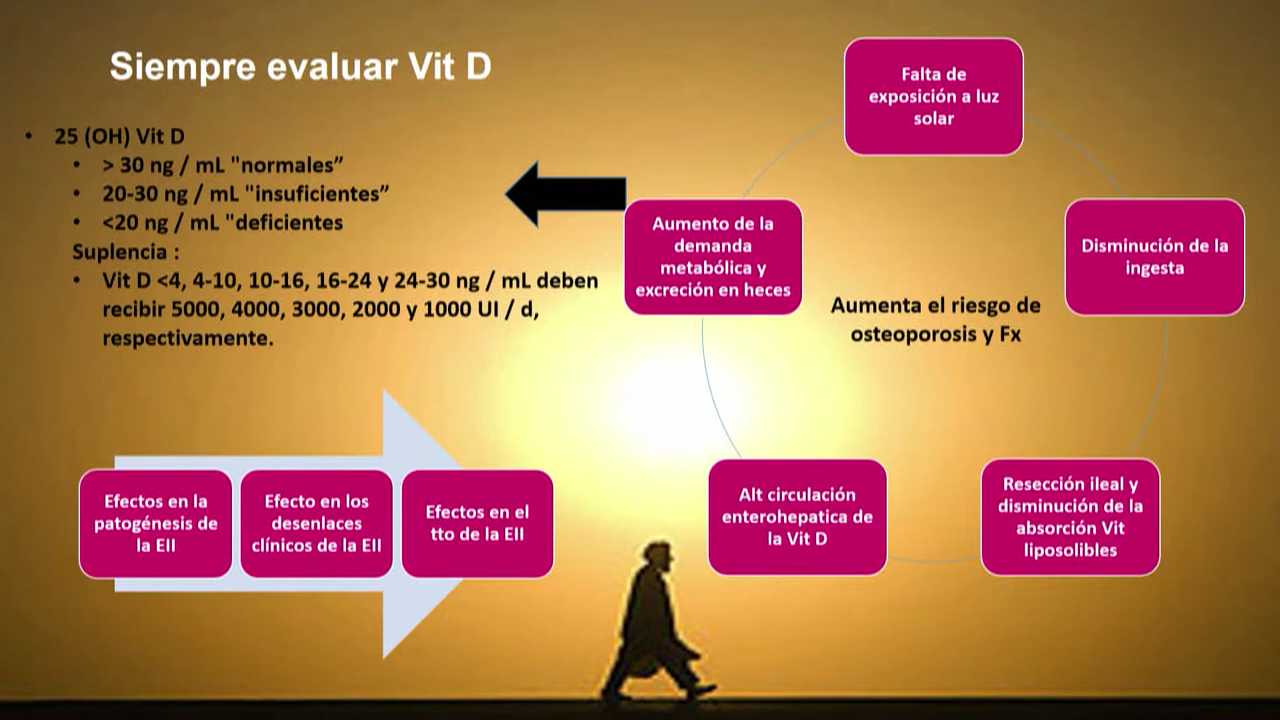 Siempre evaluar Vit D
• 25 (OH) Vit D
• > 30 ng / mL "normales”
• 20-30 ng / mL "insuficientes”
• <20 ng / mL "deficientes
Suplencia :
• Vit D <4, 4-10, 10-16, 16-24 y 24-30 ng / mL deben
recibir 5000, 4000, 3000, 2000 y 1000 UI / d,
respectivamente.
Efectos en la
patogénesis de
la EII
Efecto en los
desenlaces
clínicos de la EII
Efectos en el
tto de la EII
Falta de
exposición a luz
solar
Disminución de la
ingesta
Resección ileal y
disminución de la
absorción Vit
liposolibles
Alt circulación
enterohepatica de
la Vit D
Aumento de la
demanda
metabólica y
excreción en heces
Aumenta el riesgo de
osteoporosis y Fx